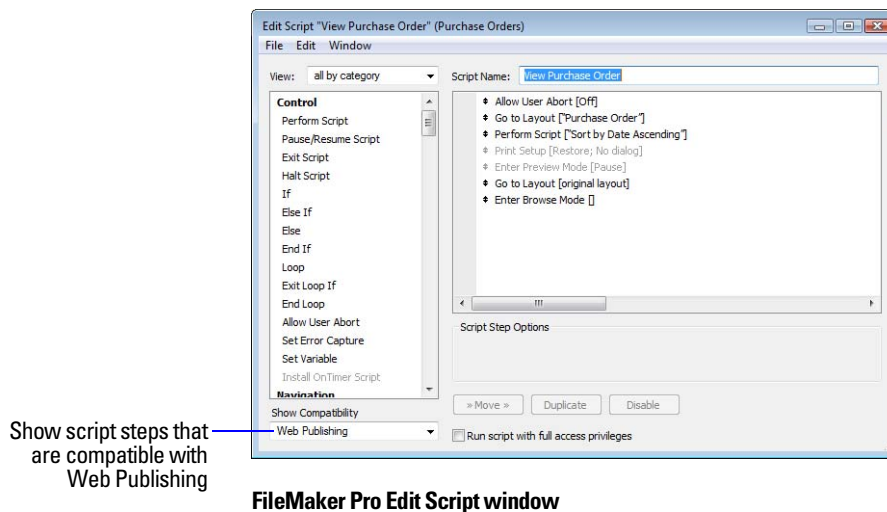 Edit Script "View Purchase Order" (Purchase Orders)
File Edit Window
View: all by category
Script Name: View Purchase Order
Control
Perform Script
Pause/Resume Script
Exit Script
Halt Script
If
Else If
Else
End If
Loop
Exit Loop If
End Loop
Allow User Abort
Set Error Capture
Set Variable
Install OnTimer Script
Navigation
Allow User Abort [Off]
Go to Layout ["Purchase Order"]
Perform Script ["Sort by Date Ascending"]
Print Setup [Restore; No dialog]
Enter Preview Mode [Pause]
Go to Layout [original layout]
Enter Browse Mode []
Script Step Options
» Move » Duplicate Disable
Show Compatibility
Web Publishing
Run script with full access privileges
Show script steps that
are compatible with
Web Publishing
FileMaker Pro Edit Script window